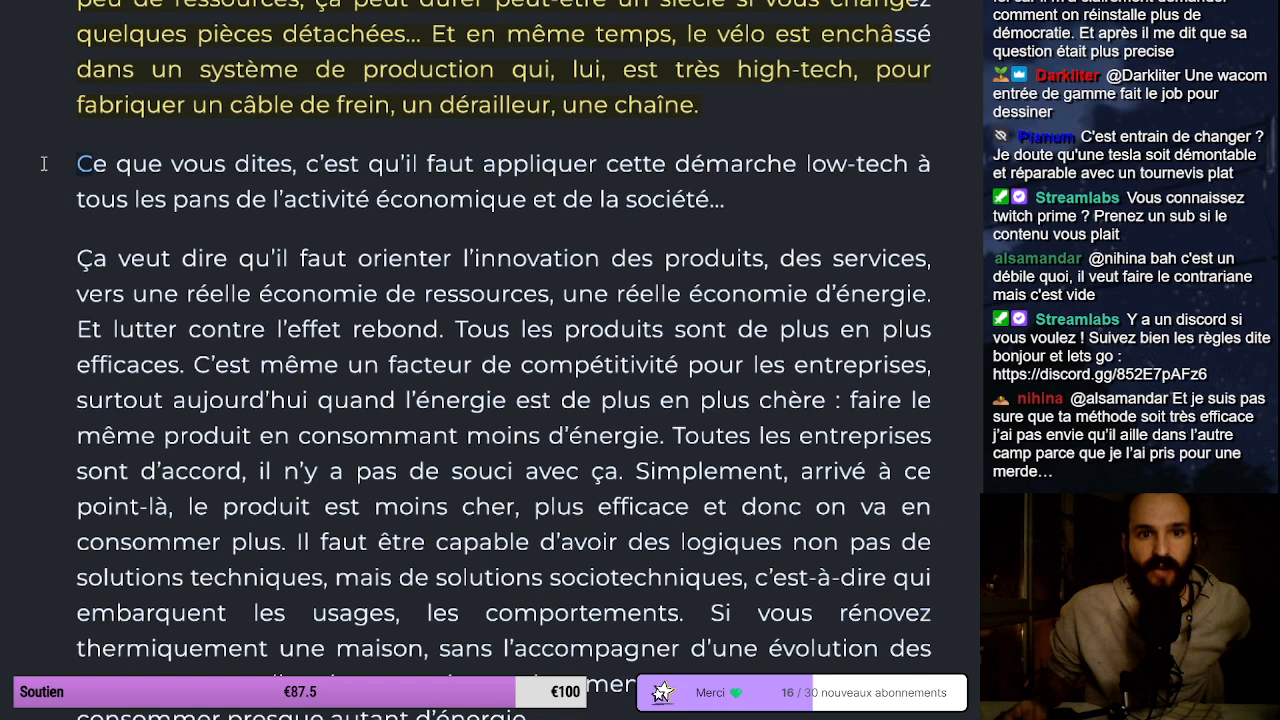 quelques pièces détachées... Et en même temps, le vélo est enchâssé
dans un système de production qui, lui, est très high-tech, pour
fabriquer un câble de frein, un dérailleur, une chaîne.
Ce que vous dites, c’est qu’il faut appliquer cette démarche low-tech à
tous les pans de l’activité économique et de la société...
Ça veut dire qu’il faut orienter l’innovation des produits, des services,
vers une réelle économie de ressources, une réelle économie d’énergie.
Et lutter contre l’effet rebond. Tous les produits sont de plus en plus
efficaces. C’est même un facteur de compétitivité pour les entreprises,
surtout aujourd’hui quand l’énergie est de plus en plus chère : faire le
même produit en consommant moins d’énergie. Toutes les entreprises
sont d’accord, il n’y a pas de souci avec ça. Simplement, arrivé à ce
point-là, le produit est moins cher, plus efficace et donc on va en
consommer plus. Il faut être capable d’avoir des logiques non pas de
solutions techniques, mais de solutions sociotechniques, c’est-à-dire qui
embarquent les usages, les comportements. Si vous rénovez
thermiquement une maison, sans l’accompagner d’une évolution des
consommer presque autant d’énergie.
Soutien €87.5 €100
Merci 16 / 30 nouveaux abonnements
comment on réinstalle plus de
démocratie. Et après il me dit que sa
question était plus precise
Darkliter @Darkliter Une wacom
entrée de gamme fait le job pour
dessiner
Planum C'est entrain de changer ?
Je doute qu'une tesla soit démontable
et réparable avec un tournevis plat
Streamlabs Vous connaissez
twitch prime ? Prenez un sub si le
contenu vous plait
alsamandar @nihina bah c'est un
débile quoi, il veut faire le contrariane
mais c'est vide
Streamlabs Y a un discord si
vous voulez ! Suivez bien les règles dite
bonjour et lets go :
https://discord.gg/852E7pAFz6
nihina @alsamandar Et je suis pas
sure que ta méthode soit très efficace
j’ai pas envie qu’il aille dans l’autre
camp parce que je l’ai pris pour une
merde…